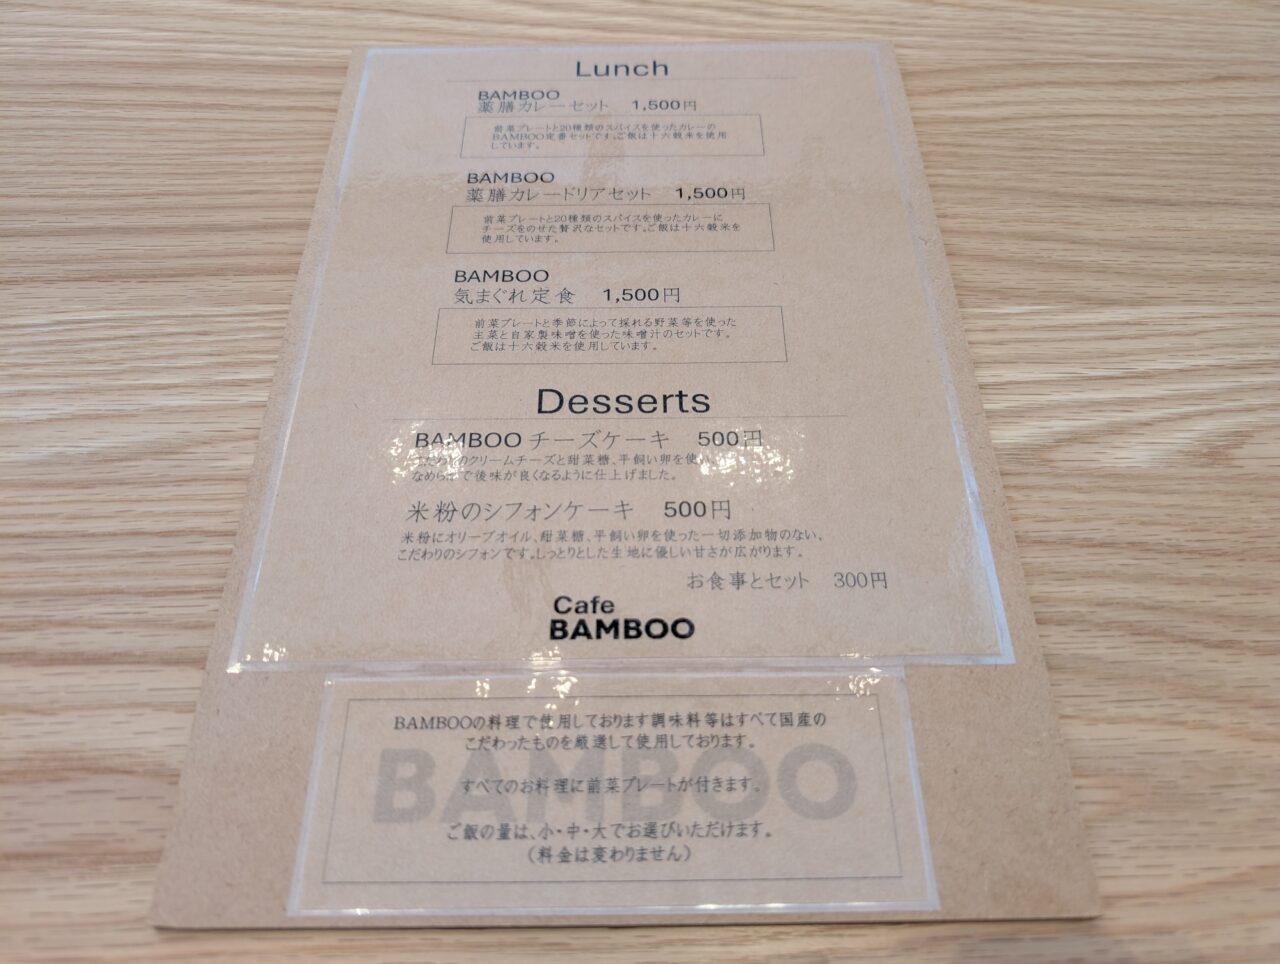 Lunch
BAMBOO
薬膳カレーセット　1,500円
前菜プレートと20種類のスパイスを使ったカレーの
BAMBOO定番セットです。ご飯は十六穀米を使用
しています。
BAMBOO
薬膳カレードリアセット　1,500円
前菜プレートと20種類のスパイスを使ったカレーに
チーズをのせた贅沢なセットです。ご飯は十六穀米を
使用しています。
BAMBOO
気まぐれ定食　1,500円
前菜プレートと季節によって採れる野菜等を使った
主菜と自家製味噌を使った味噌汁のセットです。
ご飯は十六穀米を使用しています。
Desserts
BAMBOO チーズケーキ　500円
こだわりのクリームチーズと甜菜糖、平飼い卵を使い、
なめらかで後味が良くなるように仕上げました。
米粉のシフォンケーキ　500円
米粉にオリーブオイル、甜菜糖、平飼い卵を使った一切添加物のない、
こだわりのシフォンです。しっとりとした生地に優しい甘さが広がります。
お食事とセット　300円
Cafe
BAMBOO
BAMBOOの料理で使用しております調味料等はすべて国産の
こだわったものを厳選して使用しております。
BAMBOO
すべてのお料理に前菜プレートが付きます。
ご飯の量は、小・中・大でお選びいただけます。
（料金は変わりません）